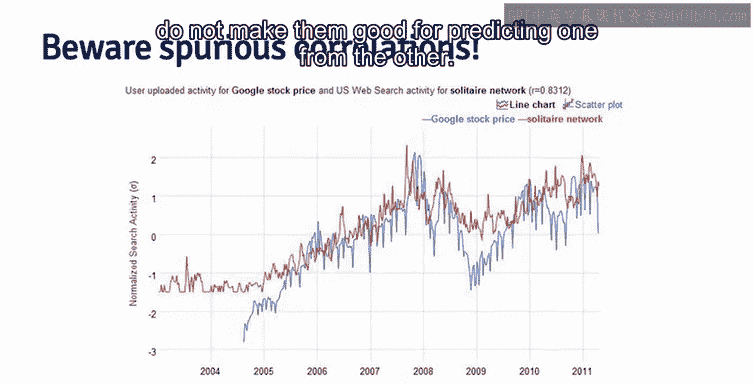 do not make them good for predicting one
Beware spurious correlations!
from the other.
User uploaded activity for Google stock price and US Web Search activity for solitaire network (r=0.8312)
Line chart Scatter plot
—Google stock price —solitaire network
Normalized Search Activity (σ)
2
1
0
-1
-2
-3
2004 2005 2006 2007 2008 2009 2010 2011